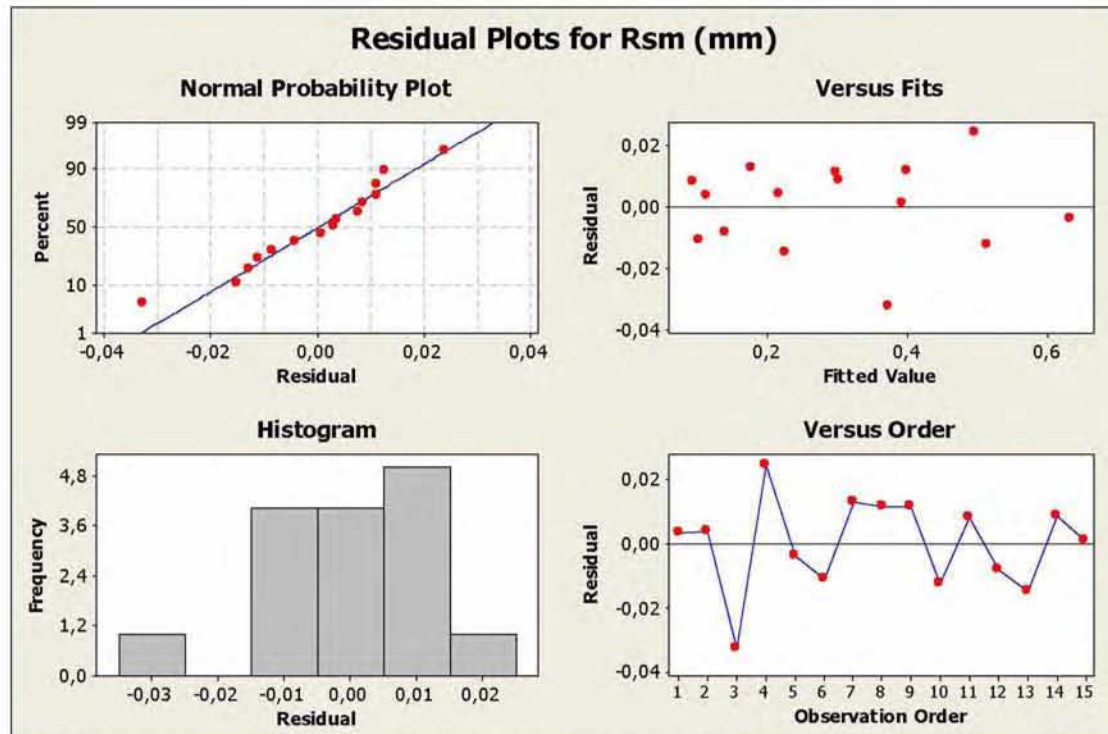 Residual Plots for Rsm (mm)
Normal Probability Plot
99
90
50
10
1
Percent
-0,04 -0,02 0,00 0,02 0,04
Residual
Versus Fits
0,02
0,00
-0,02
-0,04
Residual
0,2 0,4 0,6
Fitted Value
Histogram
4,8
3,6
2,4
1,2
0,0
Frequency
-0,03 -0,02 -0,01 0,00 0,01 0,02
Residual
Versus Order
0,02
0,00
-0,02
-0,04
Residual
1 2 3 4 5 6 7 8 9 10 11 12 13 14 15
Observation Order